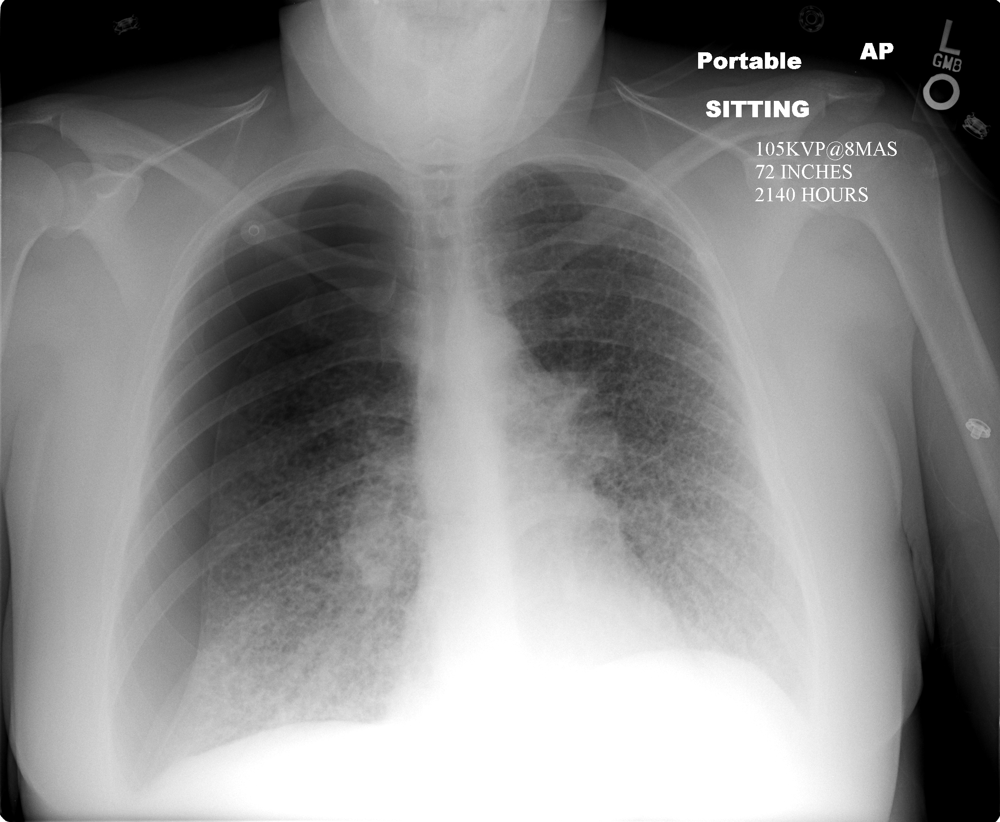 AP
L
GMB
Portable
SITTING
105KVP@8MAS
72 INCHES
2140 HOURS